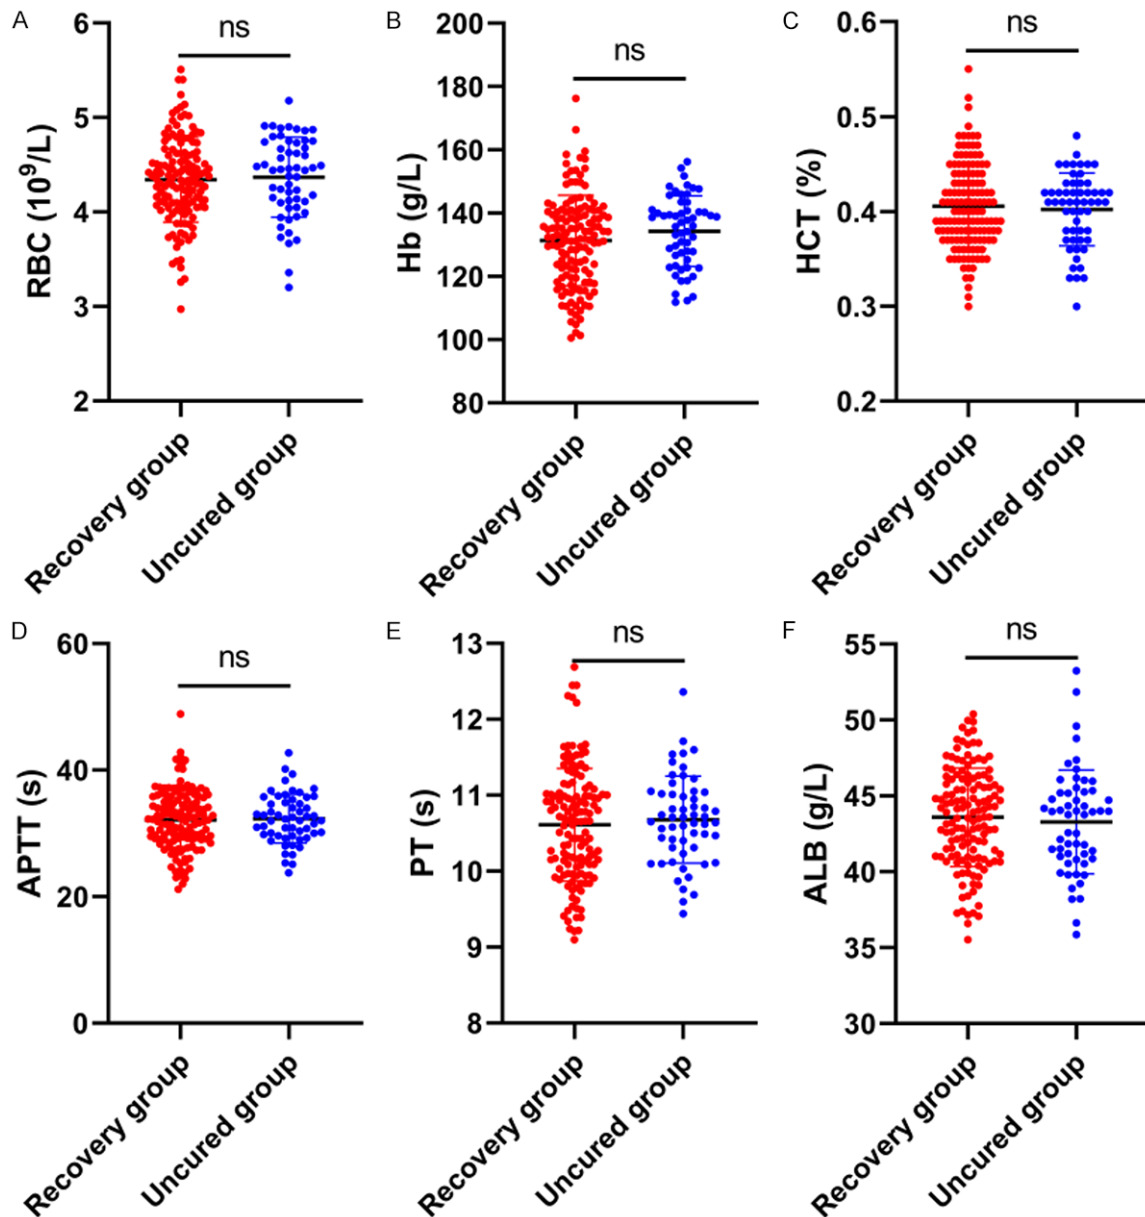 A
ns
RBC (10⁹/L)
6
5
4
3
2
Recovery group
Uncured group
B
ns
Hb (g/L)
200
180
160
140
120
100
80
Recovery group
Uncured group
C
ns
HCT (%)
0.6
0.5
0.4
0.3
0.2
Recovery group
Uncured group
D
ns
APTT (s)
60
40
20
0
Recovery group
Uncured group
E
ns
PT (s)
13
12
11
10
9
8
Recovery group
Uncured group
F
ns
ALB (g/L)
55
50
45
40
35
30
Recovery group
Uncured group